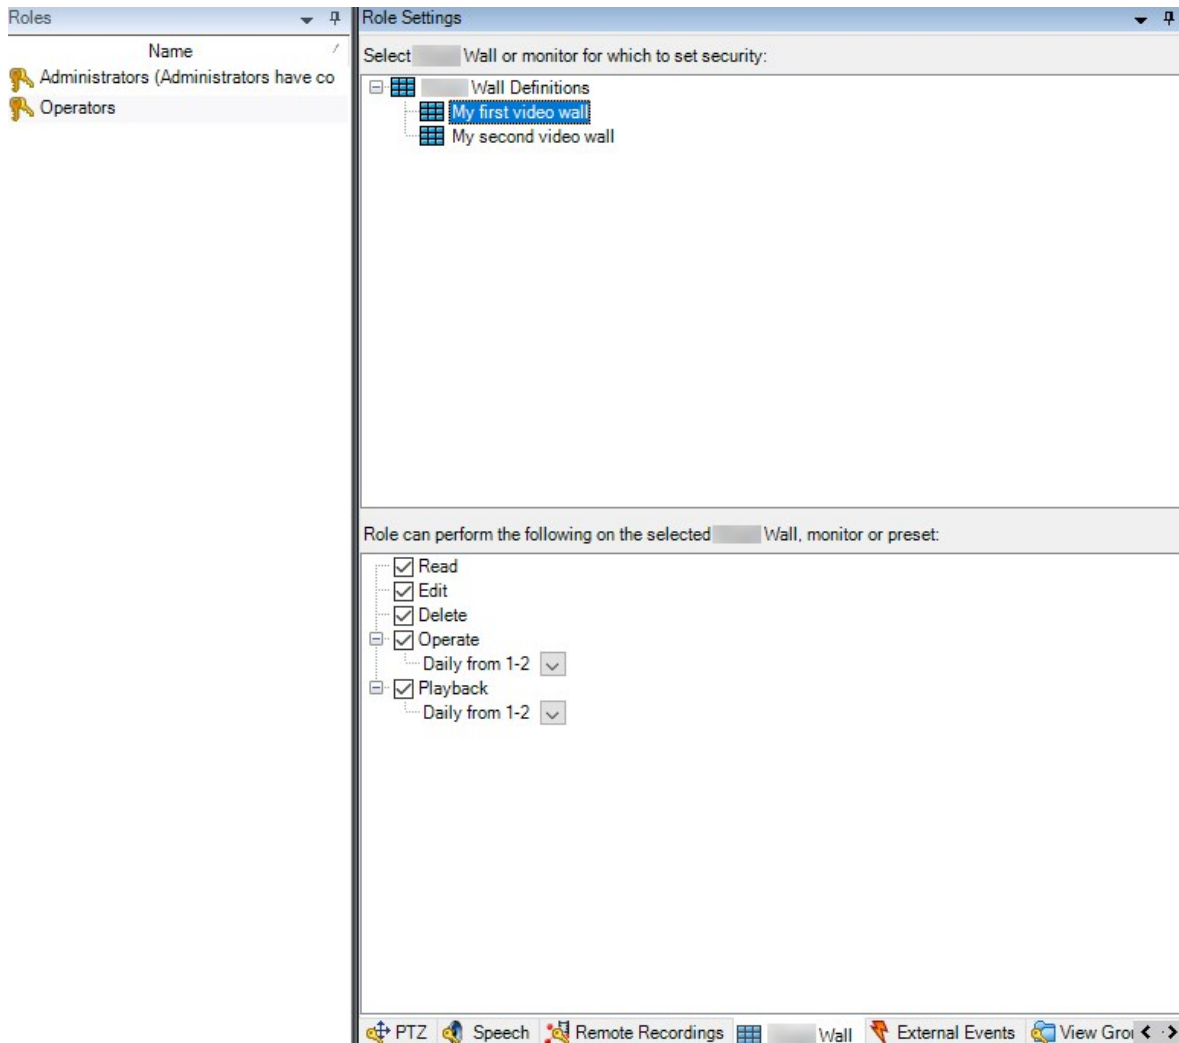 Roles
Name
Administrators (Administrators have co
Operators
Role Settings
Select Wall or monitor for which to set security:
Wall Definitions
My first video wall
My second video wall
Role can perform the following on the selected Wall, monitor or preset:
Read
Edit
Delete
Operate
Daily from 1-2
Playback
Daily from 1-2
PTZ Speech Remote Recordings Wall External Events View Grou